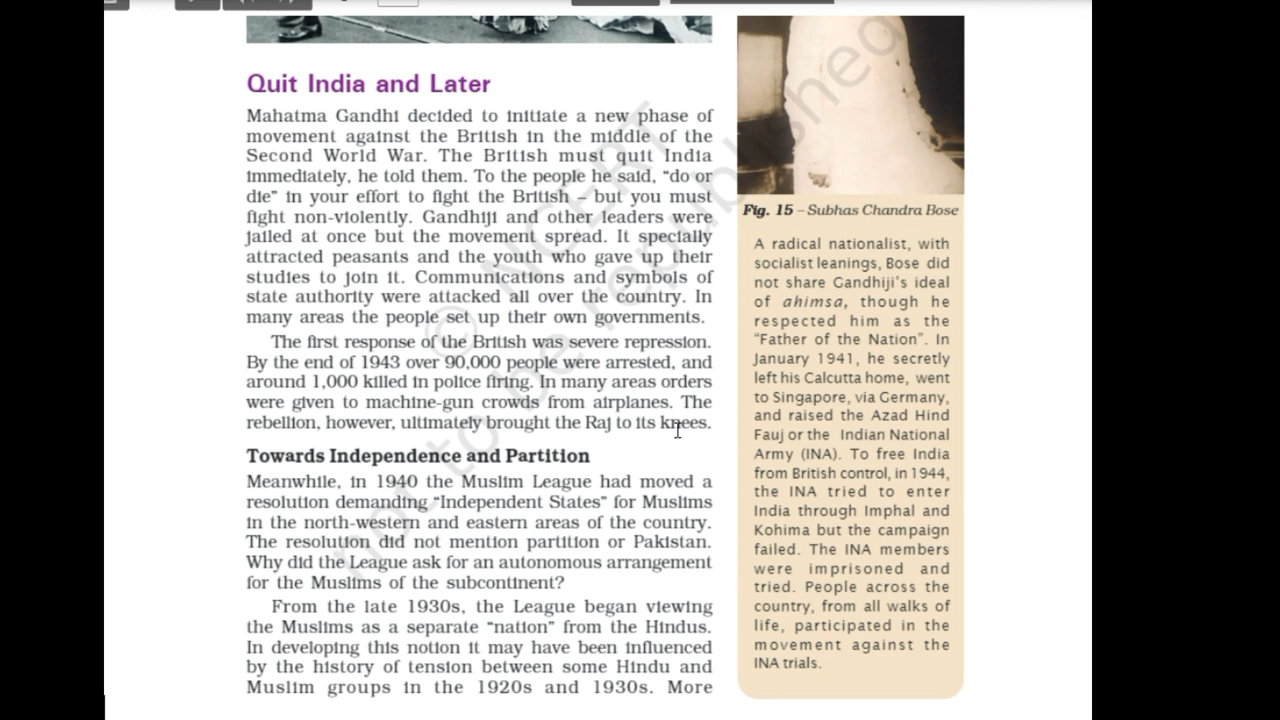 Quit India and Later
Mahatma Gandhi decided to initiate a new phase of
movement against the British in the middle of the
Second World War. The British must quit India
immediately, he told them. To the people he said, “do or
die” in your effort to fight the British – but you must
fight non-violently. Gandhiji and other leaders were
jailed at once but the movement spread. It specially
attracted peasants and the youth who gave up their
studies to join it. Communications and symbols of
state authority were attacked all over the country. In
many areas the people set up their own governments.
The first response of the British was severe repression.
By the end of 1943 over 90,000 people were arrested, and
around 1,000 killed in police firing. In many areas orders
were given to machine-gun crowds from airplanes. The
rebellion, however, ultimately brought the Raj to its knees.
Towards Independence and Partition
Meanwhile, in 1940 the Muslim League had moved a
resolution demanding “Independent States” for Muslims
in the north-western and eastern areas of the country.
The resolution did not mention partition or Pakistan.
Why did the League ask for an autonomous arrangement
for the Muslims of the subcontinent?
From the late 1930s, the League began viewing
the Muslims as a separate “nation” from the Hindus.
In developing this notion it may have been influenced
by the history of tension between some Hindu and
Muslim groups in the 1920s and 1930s. More
Fig. 15 – Subhas Chandra Bose
A radical nationalist, with
socialist leanings, Bose did
not share Gandhiji’s ideal
of ahimsa, though he
respected him as the
“Father of the Nation”. In
January 1941, he secretly
left his Calcutta home, went
to Singapore, via Germany,
and raised the Azad Hind
Fauj or the Indian National
Army (INA). To free India
from British control, in 1944,
the INA tried to enter
India through Imphal and
Kohima but the campaign
failed. The INA members
were imprisoned and
tried. People across the
country, from all walks of
life, participated in the
movement against the
INA trials.
© NCERT
not to be republished